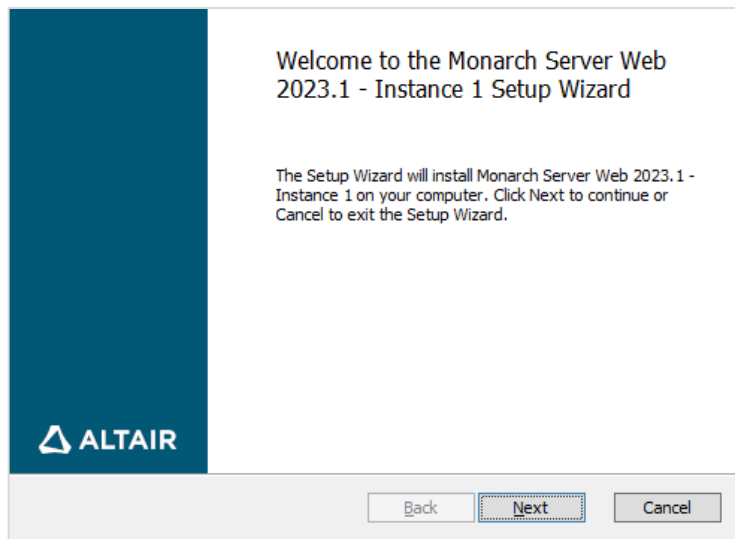 Welcome to the Monarch Server Web
2023.1 - Instance 1 Setup Wizard
The Setup Wizard will install Monarch Server Web 2023.1 -
Instance 1 on your computer. Click Next to continue or
Cancel to exit the Setup Wizard.
ALTAIR
Back Next Cancel